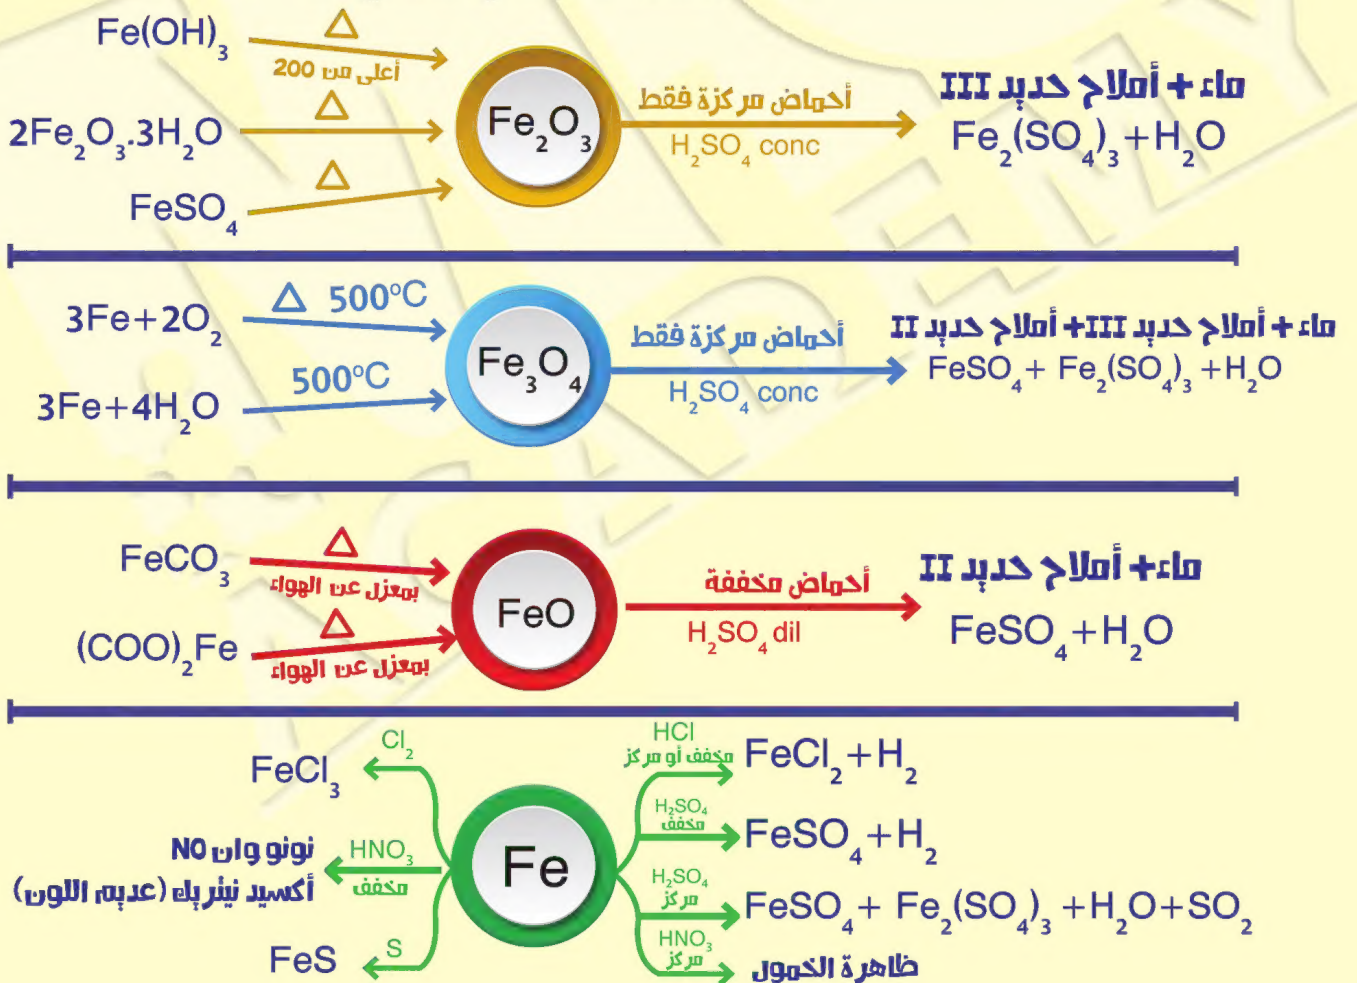 Fe(OH)₃
△
أعلى من 200
2Fe₂O₃.3H₂O
△
FeSO₄
△
Fe₂O₃
أحماض مركزة فقط
H₂SO₄ conc
ماء + أملاح حديد III
Fe₂(SO₄)₃ + H₂O
3Fe+2O₂
△ 500°C
3Fe+4H₂O
500°C
Fe₃O₄
أحماض مركزة فقط
H₂SO₄ conc
ماء + أملاح حديد III+ أملاح حديد II
FeSO₄ + Fe₂(SO₄)₃ +H₂O
FeCO₃
△
بمعزل عن الهواء
(COO)₂Fe
△
بمعزل عن الهواء
FeO
أحماض مخففة
H₂SO₄ dil
ماء+ أملاح حديد II
FeSO₄ +H₂O
Cl₂
FeCl₃
HNO₃
مخفف
نونو وان NO
أكسيد نيتريك (عديم اللون)
S
FeS
Fe
HCl
مخفف أو مركز
FeCl₂ + H₂
H₂SO₄
مخفف
FeSO₄ + H₂
H₂SO₄
مركز
FeSO₄ + Fe₂(SO₄)₃ +H₂O+SO₂
HNO₃
مركز
ظاهرة الخمول
ACADEMY